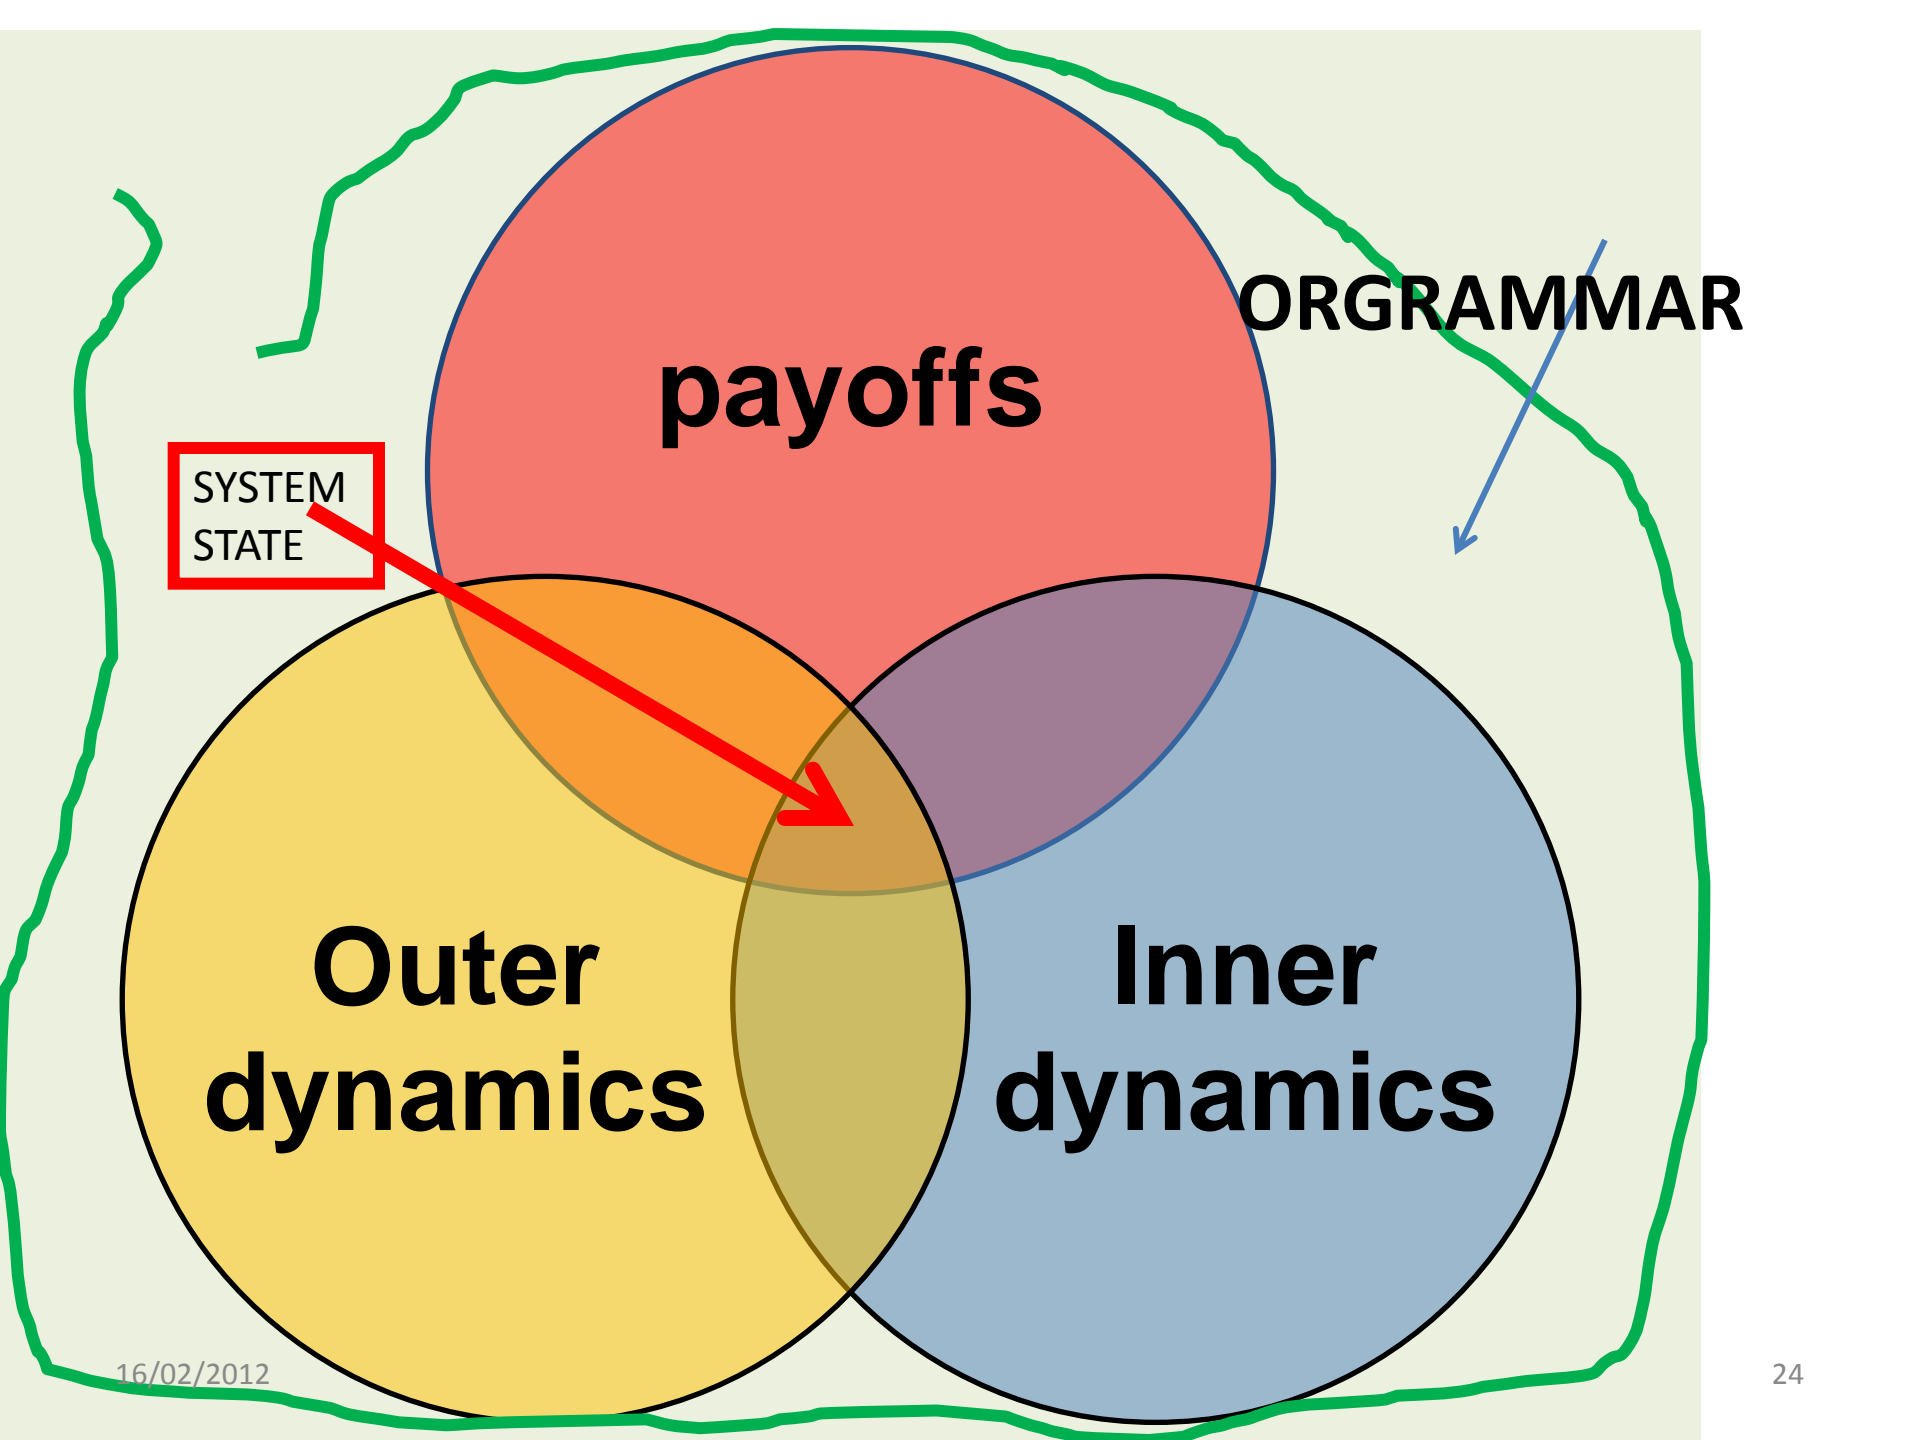 ORGRAMMAR
payoffs
SYSTEM
STATE
Outer
dynamics
Inner
dynamics
16/02/2012
24